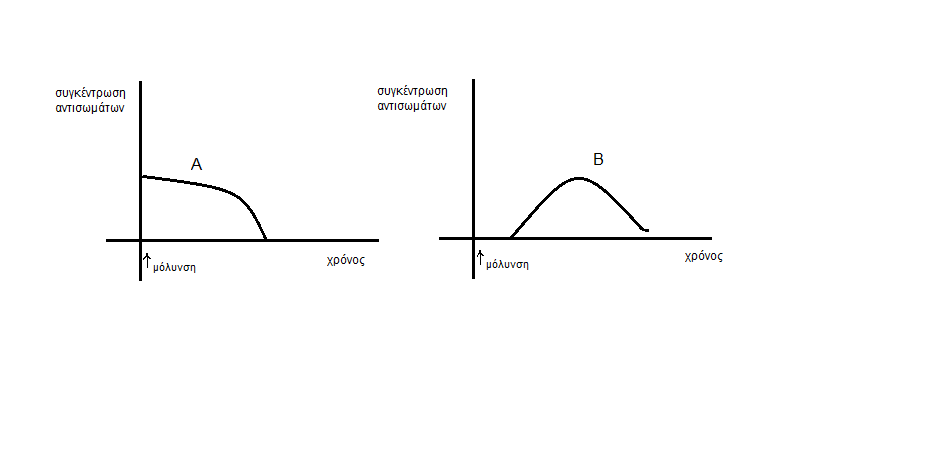 συγκέντρωση
αντισωμάτων
A
μόλυνση
χρόνος
συγκέντρωση
αντισωμάτων
B
μόλυνση
χρόνος